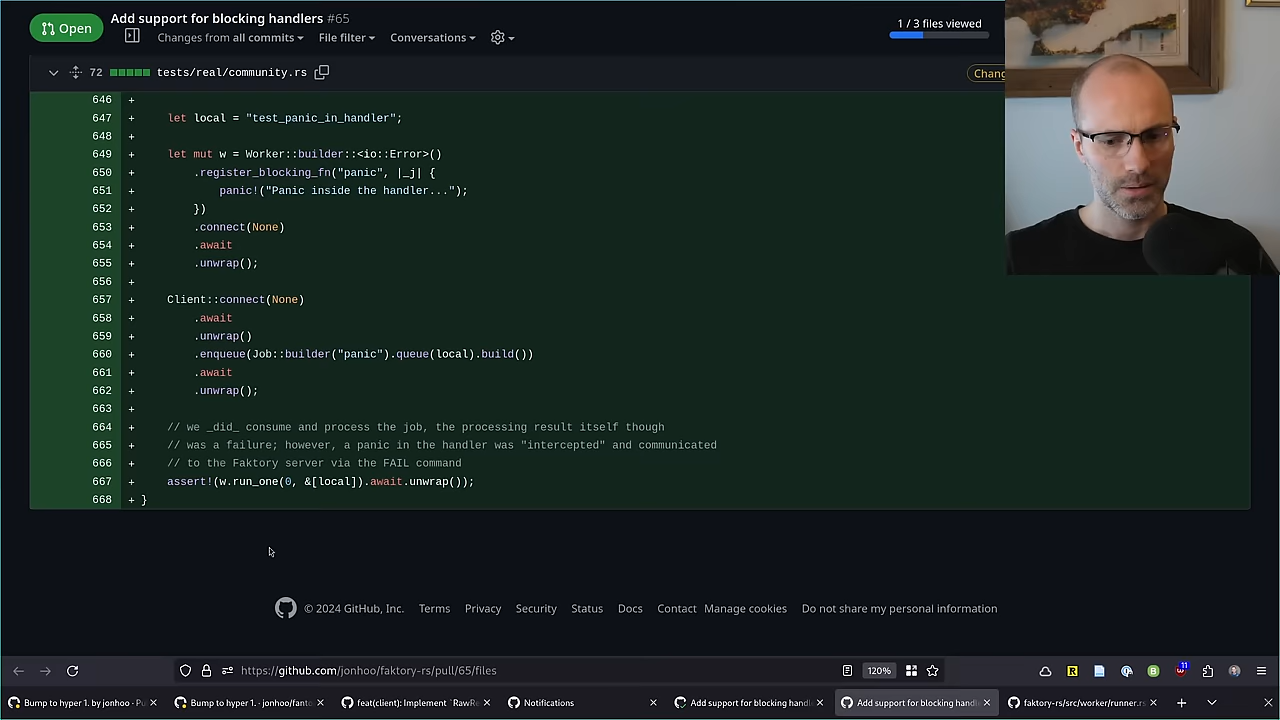 Open
Add support for blocking handlers #65
Changes from all commits
File filter
Conversations
1 / 3 files viewed
72 tests/real/community.rs
646 +
647 + let local = "test_panic_in_handler";
648 +
649 + let mut w = Worker::builder::<io::Error>()
650 + .register_blocking_fn("panic", |_j| {
651 + panic!("Panic inside the handler...");
652 + })
653 + .connect(None)
654 + .await
655 + .unwrap();
656 +
657 + Client::connect(None)
658 + .await
659 + .unwrap()
660 + .enqueue(Job::builder("panic").queue(local).build())
661 + .await
662 + .unwrap();
663 +
664 + // we _did_ consume and process the job, the processing result itself though
665 + // was a failure; however, a panic in the handler was "intercepted" and communicated
666 + // to the Faktory server via the FAIL command
667 + assert!(w.run_one(0, &[local]).await.unwrap());
668 + }
© 2024 GitHub, Inc. Terms Privacy Security Status Docs Contact Manage cookies Do not share my personal information
https://github.com/jonhoo/faktory-rs/pull/65/files
120%
11
Bump to hyper 1. by jonhoo · Pu
Bump to hyper 1. · jonhoo/fanto
feat(client): Implement `RawRe
Notifications
Add support for blocking handl
Add support for blocking handl
faktory-rs/src/worker/runner.rs